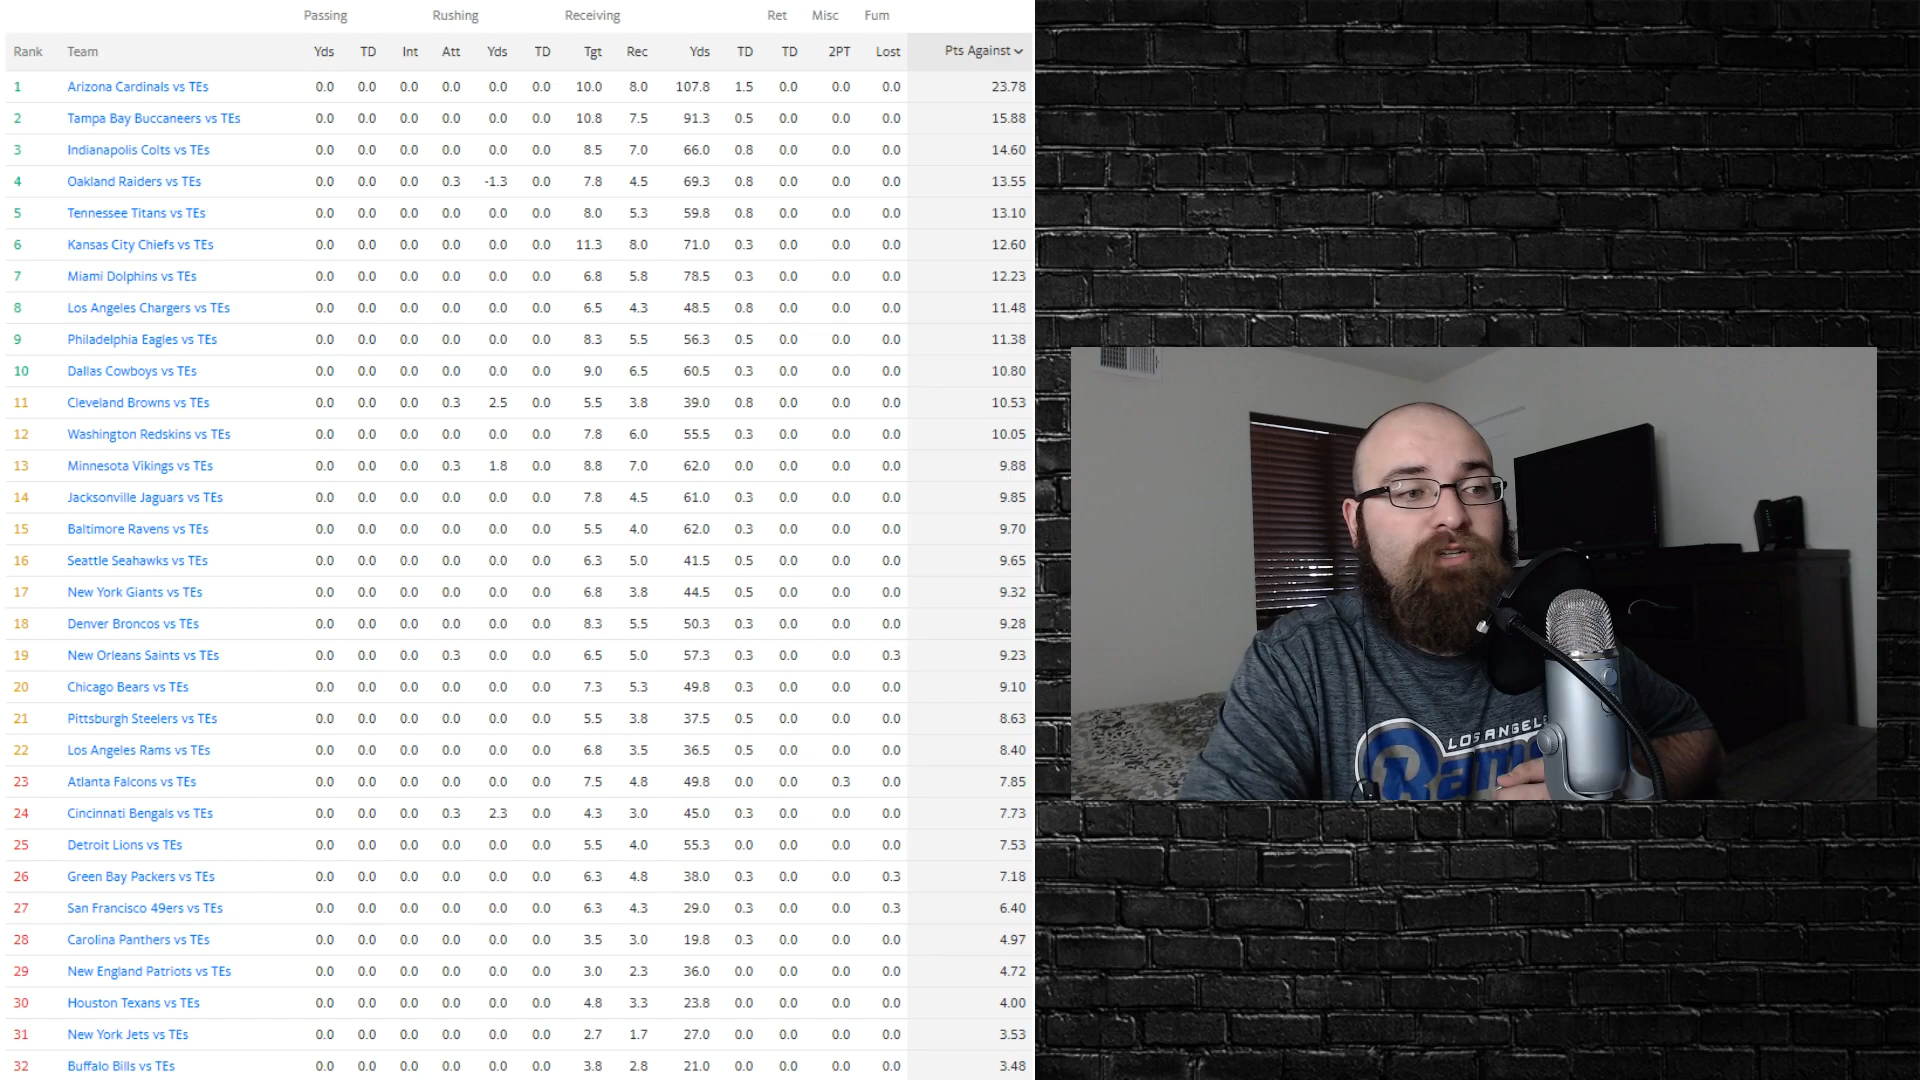 Passing Rushing Receiving Ret Misc Fum
Rank Team Yds TD Int Att Yds TD Tgt Rec Yds TD TD 2PT Lost Pts Against
1 Arizona Cardinals vs TEs 0.0 0.0 0.0 0.0 0.0 0.0 10.0 8.0 107.8 1.5 0.0 0.0 0.0 23.78
2 Tampa Bay Buccaneers vs TEs 0.0 0.0 0.0 0.0 0.0 0.0 10.8 7.5 91.3 0.5 0.0 0.0 0.0 15.88
3 Indianapolis Colts vs TEs 0.0 0.0 0.0 0.0 0.0 0.0 8.5 7.0 66.0 0.8 0.0 0.0 0.0 14.60
4 Oakland Raiders vs TEs 0.0 0.0 0.0 0.3 -1.3 0.0 7.8 4.5 69.3 0.8 0.0 0.0 0.0 13.55
5 Tennessee Titans vs TEs 0.0 0.0 0.0 0.0 0.0 0.0 8.0 5.3 59.8 0.8 0.0 0.0 0.0 13.10
6 Kansas City Chiefs vs TEs 0.0 0.0 0.0 0.0 0.0 0.0 11.3 8.0 71.0 0.3 0.0 0.0 0.0 12.60
7 Miami Dolphins vs TEs 0.0 0.0 0.0 0.0 0.0 0.0 6.8 5.8 78.5 0.3 0.0 0.0 0.0 12.23
8 Los Angeles Chargers vs TEs 0.0 0.0 0.0 0.0 0.0 0.0 6.5 4.3 48.5 0.8 0.0 0.0 0.0 11.48
9 Philadelphia Eagles vs TEs 0.0 0.0 0.0 0.0 0.0 0.0 8.3 5.5 56.3 0.5 0.0 0.0 0.0 11.38
10 Dallas Cowboys vs TEs 0.0 0.0 0.0 0.0 0.0 0.0 9.0 6.5 60.5 0.3 0.0 0.0 0.0 10.80
11 Cleveland Browns vs TEs 0.0 0.0 0.0 0.3 2.5 0.0 5.5 3.8 39.0 0.8 0.0 0.0 0.0 10.53
12 Washington Redskins vs TEs 0.0 0.0 0.0 0.0 0.0 0.0 7.8 6.0 55.5 0.3 0.0 0.0 0.0 10.05
13 Minnesota Vikings vs TEs 0.0 0.0 0.0 0.3 1.8 0.0 8.8 7.0 62.0 0.0 0.0 0.0 0.0 9.88
14 Jacksonville Jaguars vs TEs 0.0 0.0 0.0 0.0 0.0 0.0 7.8 4.5 61.0 0.3 0.0 0.0 0.0 9.85
15 Baltimore Ravens vs TEs 0.0 0.0 0.0 0.0 0.0 0.0 5.5 4.0 62.0 0.3 0.0 0.0 0.0 9.70
16 Seattle Seahawks vs TEs 0.0 0.0 0.0 0.0 0.0 0.0 6.3 5.0 41.5 0.5 0.0 0.0 0.0 9.65
17 New York Giants vs TEs 0.0 0.0 0.0 0.0 0.0 0.0 6.8 3.8 44.5 0.5 0.0 0.0 0.0 9.32
18 Denver Broncos vs TEs 0.0 0.0 0.0 0.0 0.0 0.0 8.3 5.5 50.3 0.3 0.0 0.0 0.0 9.28
19 New Orleans Saints vs TEs 0.0 0.0 0.0 0.3 0.0 0.0 6.5 5.0 57.3 0.3 0.0 0.0 0.3 9.23
20 Chicago Bears vs TEs 0.0 0.0 0.0 0.0 0.0 0.0 7.3 5.3 49.8 0.3 0.0 0.0 0.0 9.10
21 Pittsburgh Steelers vs TEs 0.0 0.0 0.0 0.0 0.0 0.0 5.5 3.8 37.5 0.5 0.0 0.0 0.0 8.63
22 Los Angeles Rams vs TEs 0.0 0.0 0.0 0.0 0.0 0.0 6.8 3.5 36.5 0.5 0.0 0.0 0.0 8.40
23 Atlanta Falcons vs TEs 0.0 0.0 0.0 0.0 0.0 0.0 7.5 4.8 49.8 0.0 0.0 0.3 0.0 7.85
24 Cincinnati Bengals vs TEs 0.0 0.0 0.0 0.3 2.3 0.0 4.3 3.0 45.0 0.3 0.0 0.0 0.0 7.73
25 Detroit Lions vs TEs 0.0 0.0 0.0 0.0 0.0 0.0 5.5 4.0 55.3 0.0 0.0 0.0 0.0 7.53
26 Green Bay Packers vs TEs 0.0 0.0 0.0 0.0 0.0 0.0 6.3 4.8 38.0 0.3 0.0 0.0 0.3 7.18
27 San Francisco 49ers vs TEs 0.0 0.0 0.0 0.0 0.0 0.0 6.3 4.3 29.0 0.3 0.0 0.0 0.3 6.40
28 Carolina Panthers vs TEs 0.0 0.0 0.0 0.0 0.0 0.0 3.5 3.0 19.8 0.3 0.0 0.0 0.0 4.97
29 New England Patriots vs TEs 0.0 0.0 0.0 0.0 0.0 0.0 3.0 2.3 36.0 0.0 0.0 0.0 0.0 4.72
30 Houston Texans vs TEs 0.0 0.0 0.0 0.0 0.0 0.0 4.8 3.3 23.8 0.0 0.0 0.0 0.0 4.00
31 New York Jets vs TEs 0.0 0.0 0.0 0.0 0.0 0.0 2.7 1.7 27.0 0.0 0.0 0.0 0.0 3.53
32 Buffalo Bills vs TEs 0.0 0.0 0.0 0.0 0.0 0.0 3.8 2.8 21.0 0.0 0.0 0.0 0.0 3.48
LOS ANGEL
Ram